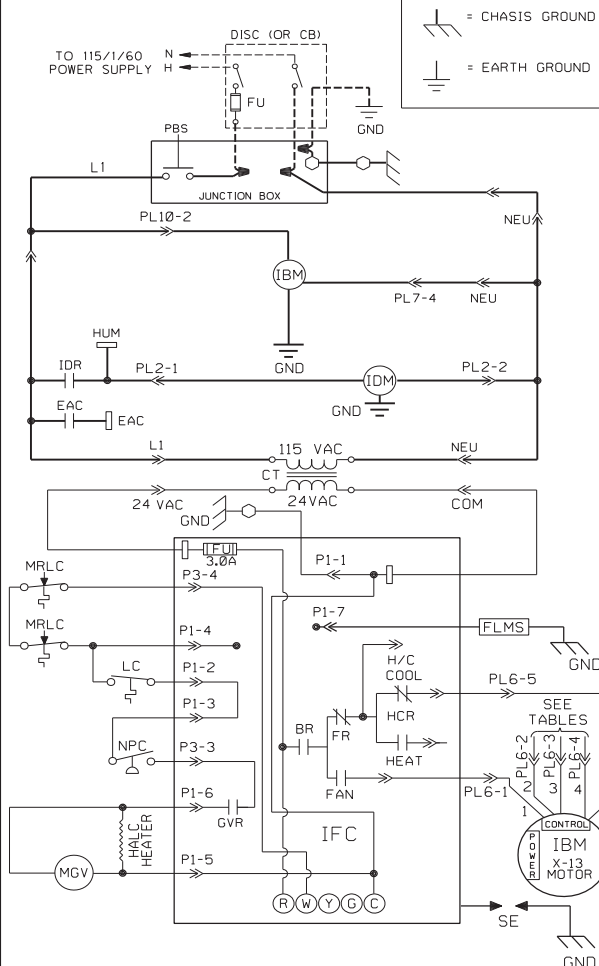 = CHASIS GROUND
= EARTH GROUND
DISC (OR CB)
TO 115/1/60
POWER SUPPLY
N
H
FU
GND
PBS
L1
JUNCTION BOX
PL10-2
NEU
IBM
PL7-4
NEU
HUM
GND
IDR
PL2-1
PL2-2
IDM
GND
EAC
EAC
L1
115 VAC
NEU
CT
24 VAC
24VAC
COM
GND
FU
3.0A
P1-1
MRLC
P3-4
P1-7
FLMS
MRLC
P1-4
GND
H/C
COOL
LC
P1-2
PL6-5
P1-3
HCR
SEE
TABLES
BR
FR
NPC
P3-3
HEAT
PL6-2
PL6-3
PL6-4
P1-6
FAN
PL6-1
2
3
4
1
GVR
HALC
HEATER
IFC
CONTROL
POWER
IBM
X-13
MOTOR
P1-5
MGV
R
W
Y
G
C
SE
GND